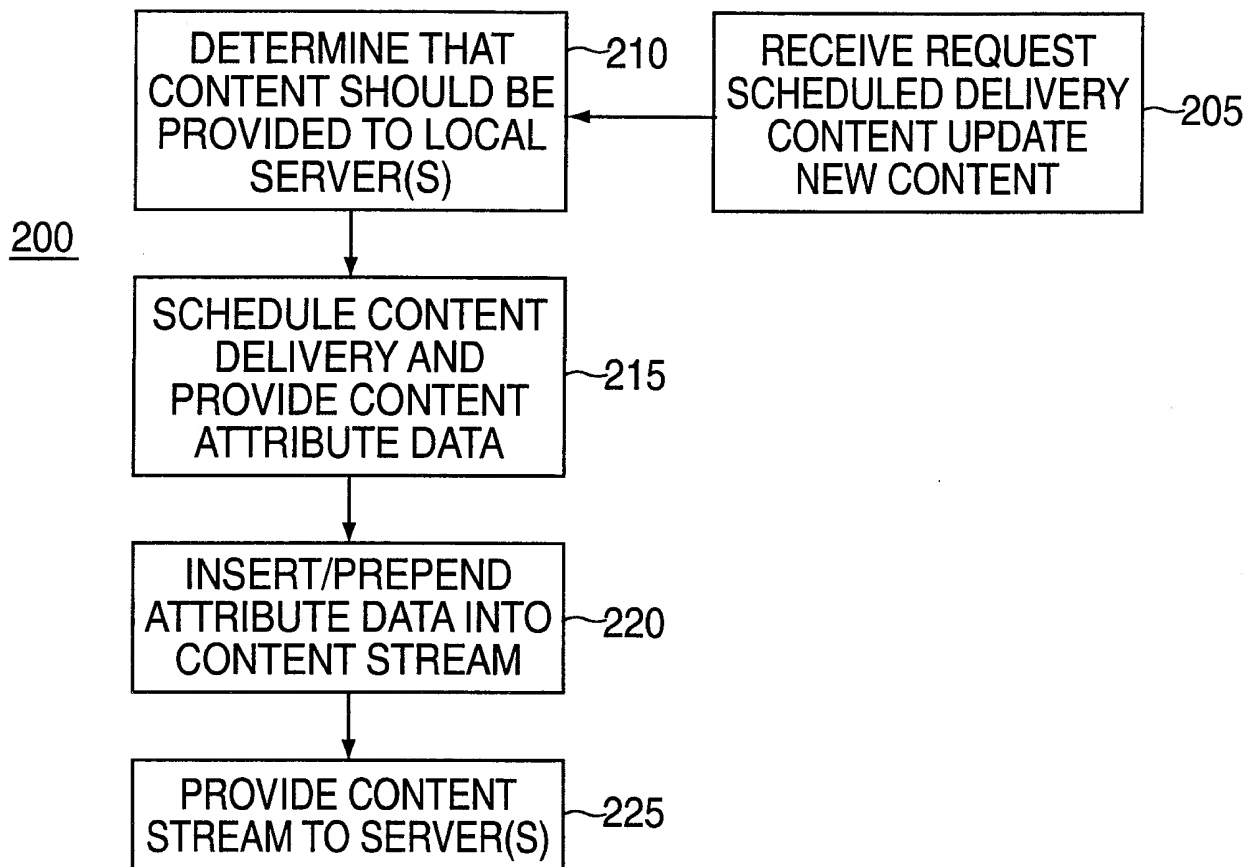 DETERMINE THAT
CONTENT SHOULD BE
PROVIDED TO LOCAL
SERVER(S)
210
RECEIVE REQUEST
SCHEDULED DELIVERY
CONTENT UPDATE
NEW CONTENT
205
200
SCHEDULE CONTENT
DELIVERY AND
PROVIDE CONTENT
ATTRIBUTE DATA
215
INSERT/PREPEND
ATTRIBUTE DATA INTO
CONTENT STREAM
220
PROVIDE CONTENT
STREAM TO SERVER(S)
225